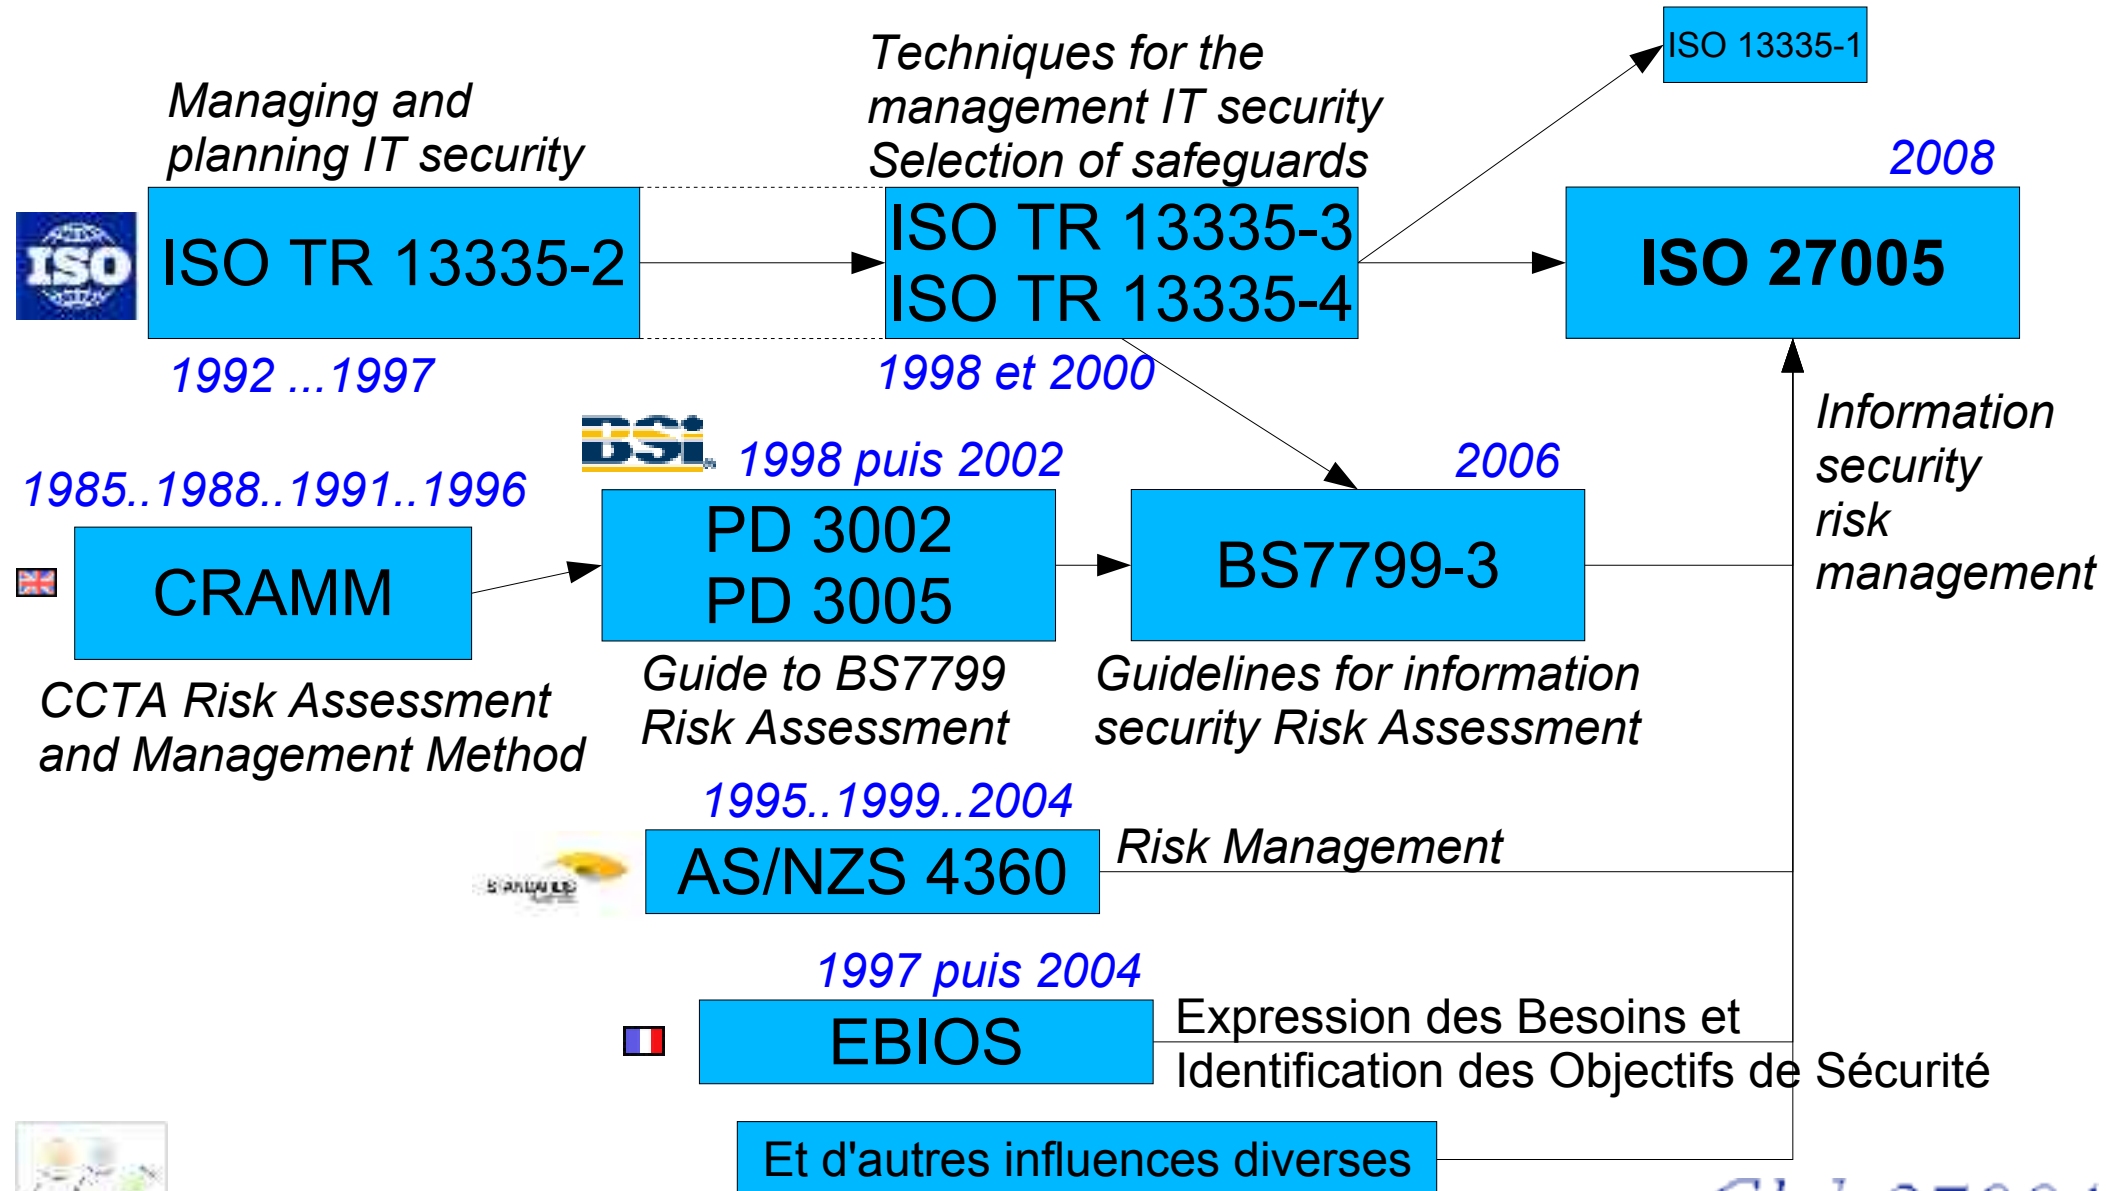 ISO 13335-1
Techniques for the
management IT security
Selection of safeguards
Managing and
planning IT security
2008
ISO
ISO TR 13335-2
ISO TR 13335-3
ISO TR 13335-4
ISO 27005
1992 ...1997
1998 et 2000
Information
security
risk
management
BSi
1998 puis 2002
2006
1985..1988..1991..1996
CRAMM
PD 3002
PD 3005
BS7799-3
CCTA Risk Assessment
and Management Method
Guide to BS7799
Risk Assessment
Guidelines for information
security Risk Assessment
1995..1999..2004
STANDARDS
AS/NZS 4360
Risk Management
1997 puis 2004
EBIOS
Expression des Besoins et
Identification des Objectifs de Sécurité
Et d'autres influences diverses